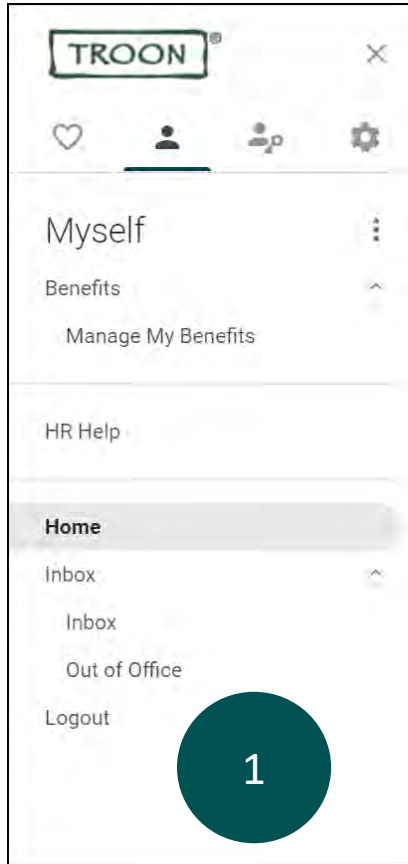 TROON®
Myself
Benefits
Manage My Benefits
HR Help
Home
Inbox
Inbox
Out of Office
Logout
1